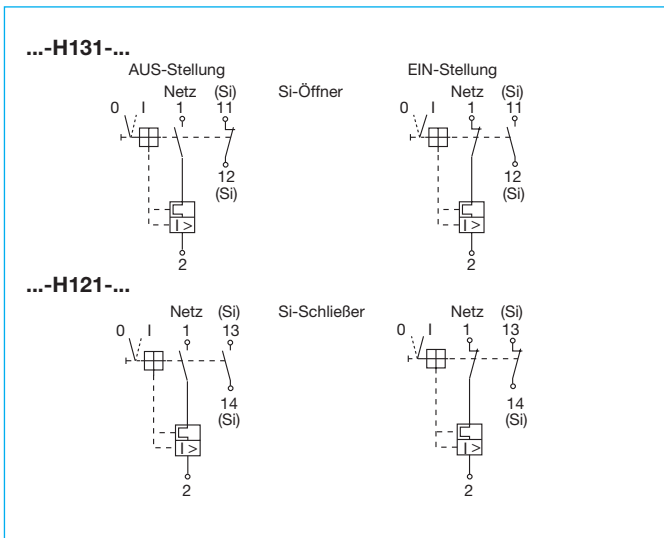 ...-H131-...
AUS-Stellung EIN-Stellung
Netz (Si) Si-Öffner Netz (Si)
0 I 1 11 0 I 1 11
12 12
(Si) (Si)
I > I >
2 2
...-H121-...
Netz (Si) Si-Schließer Netz (Si)
0 I 1 13 0 I 1 13
14 14
(Si) (Si)
I > I >
2 2